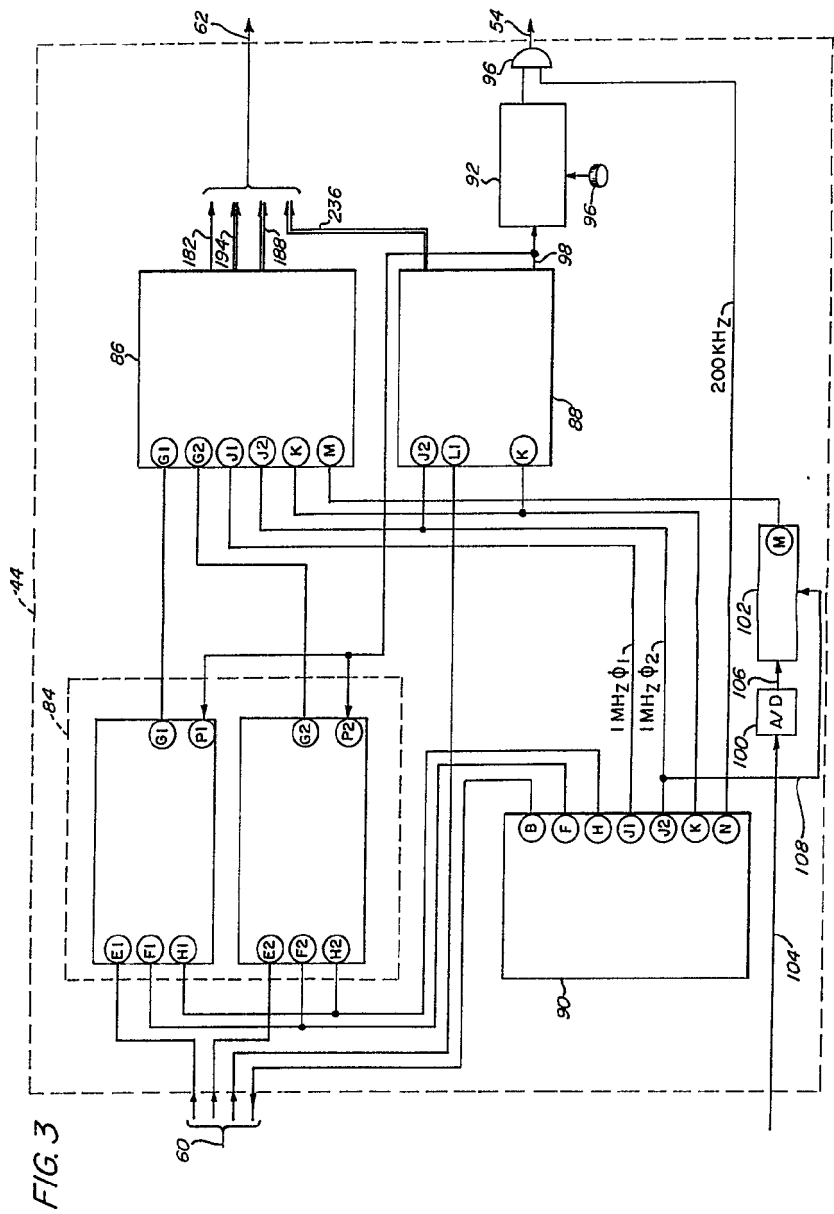 FIG. 3
44
62
84
86
182
194
188
236
G1
P1
G2
P2
E1
F1
H1
E2
F2
H2
60
G1
G2
J1
J2
K
M
J2
L1
K
88
98
92
96
96
54
200KHZ
1MHZ ϕ1
1MHZ ϕ2
B
F
H
J1
J2
K
N
90
100
A/D
106
102
M
108
104